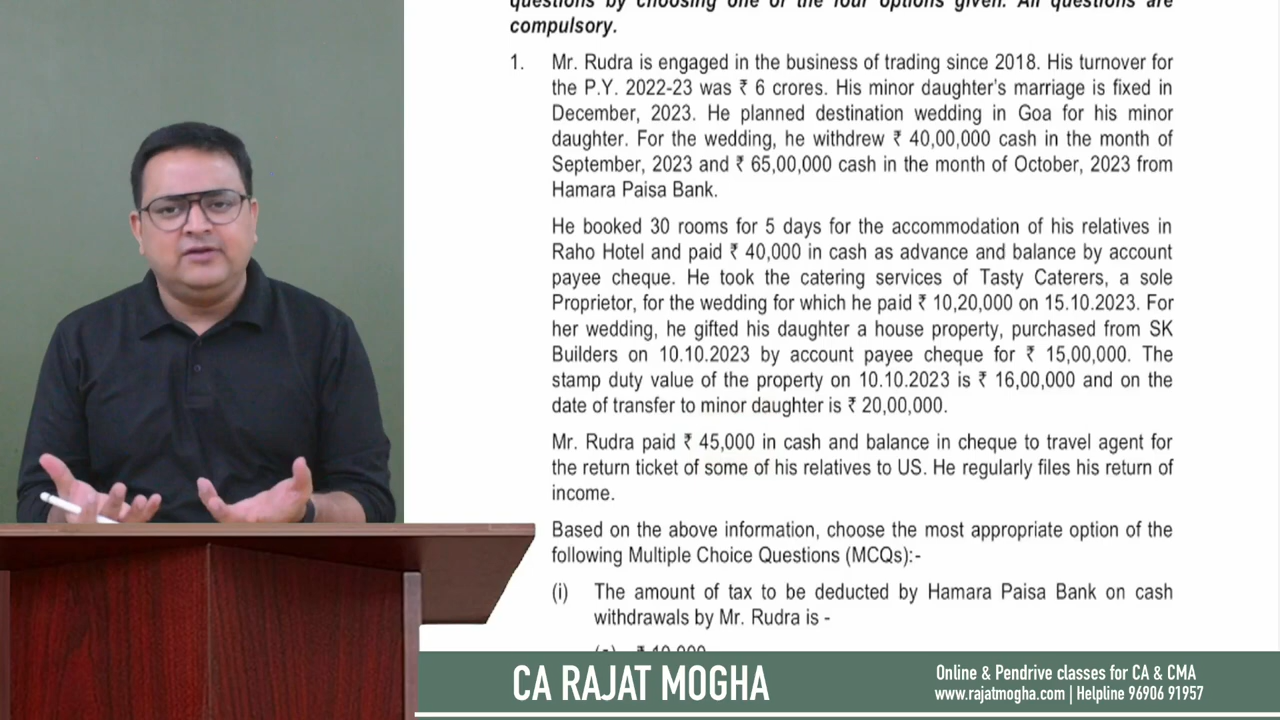 questions by choosing one of the four options given. All questions are
compulsory.
1. Mr. Rudra is engaged in the business of trading since 2018. His turnover for
the P.Y. 2022-23 was ₹ 6 crores. His minor daughter's marriage is fixed in
December, 2023. He planned destination wedding in Goa for his minor
daughter. For the wedding, he withdrew ₹ 40,00,000 cash in the month of
September, 2023 and ₹ 65,00,000 cash in the month of October, 2023 from
Hamara Paisa Bank.
He booked 30 rooms for 5 days for the accommodation of his relatives in
Raho Hotel and paid ₹ 40,000 in cash as advance and balance by account
payee cheque. He took the catering services of Tasty Caterers, a sole
Proprietor, for the wedding for which he paid ₹ 10,20,000 on 15.10.2023. For
her wedding, he gifted his daughter a house property, purchased from SK
Builders on 10.10.2023 by account payee cheque for ₹ 15,00,000. The
stamp duty value of the property on 10.10.2023 is ₹ 16,00,000 and on the
date of transfer to minor daughter is ₹ 20,00,000.
Mr. Rudra paid ₹ 45,000 in cash and balance in cheque to travel agent for
the return ticket of some of his relatives to US. He regularly files his return of
income.
Based on the above information, choose the most appropriate option of the
following Multiple Choice Questions (MCQs):-
(i) The amount of tax to be deducted by Hamara Paisa Bank on cash
withdrawals by Mr. Rudra is -
CA RAJAT MOGHA
Online & Pendrive classes for CA & CMA
www.rajatmogha.com | Helpline 96906 91957